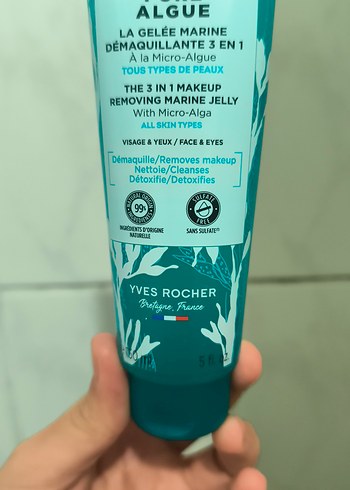 ALGUE
LA GELÉE MARINE
DÉMAQUILLANTE 3 EN 1
À la Micro-Algue
TOUS TYPES DE PEAUX
THE 3 IN 1 MAKEUP
REMOVING MARINE JELLY
With Micro-Alga
ALL SKIN TYPES
VISAGE & YEUX / FACE & EYES
Démaquille/Removes makeup
Nettoie/Cleanses
Détoxifie/Detoxifies
99%
INGRÉDIENTS D'ORIGINE
NATURELLE
SULFATE
FREE
SANS SULFATE
YVES ROCHER
Bretagne, France